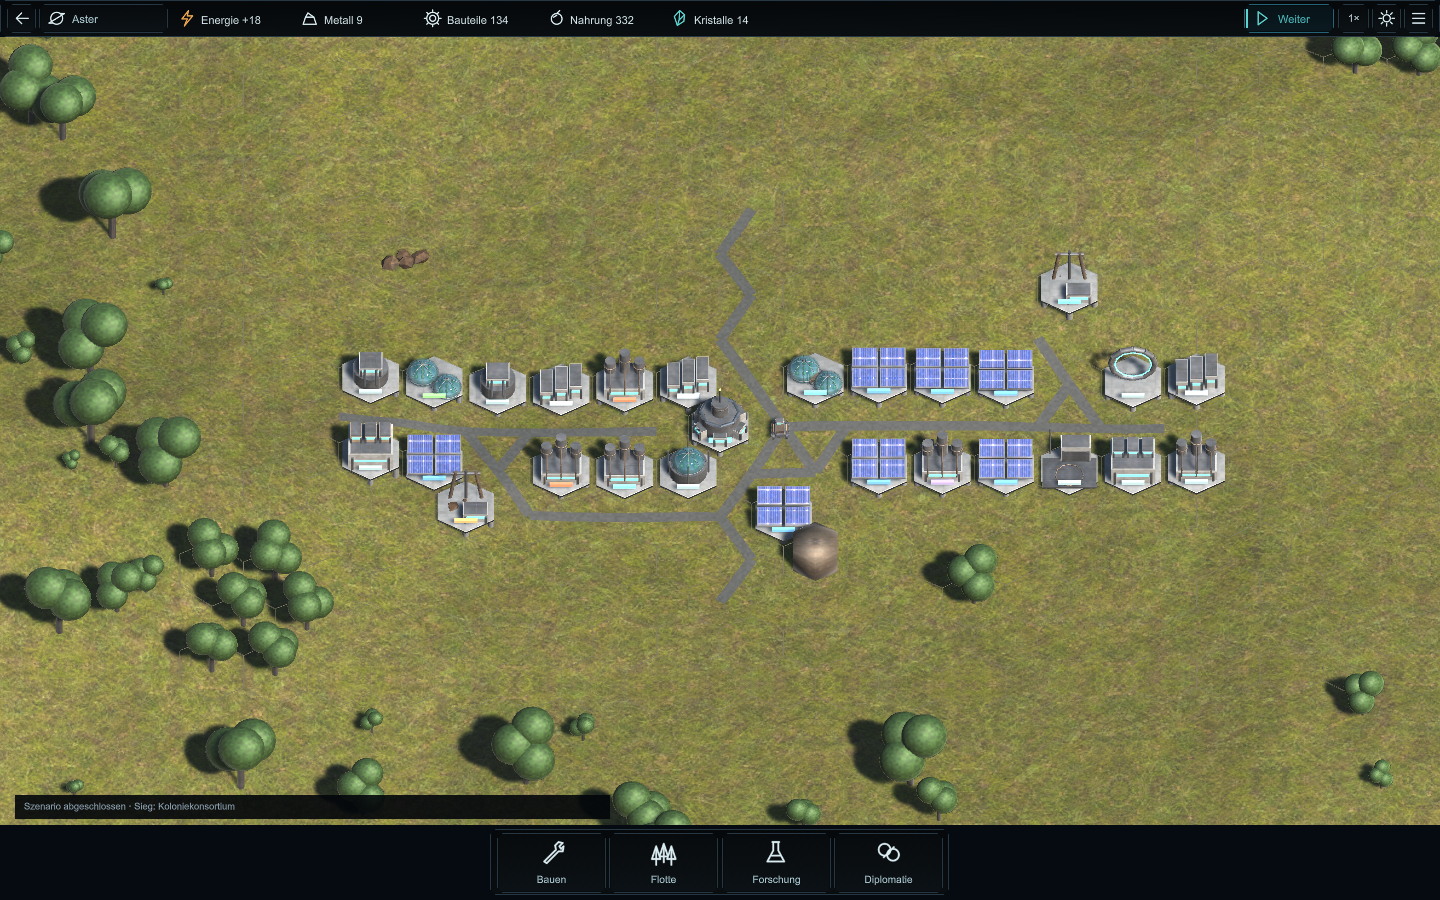 Aster
Energie +18
Metall 9
Bauteile 134
Nahrung 332
Kristalle 14
Weiter
1×
Szenario abgeschlossen · Sieg: Koloniekonsortium
Bauen
Flotte
Forschung
Diplomatie